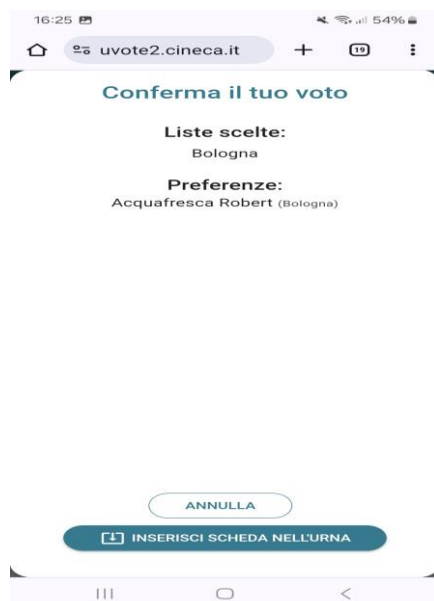 16:25
54%
uvote2.cineca.it
19
Conferma il tuo voto
Liste scelte:
Bologna
Preferenze:
Acquafresca Robert (Bologna)
ANNULLA
INSERISCI SCHEDA NELL'URNA